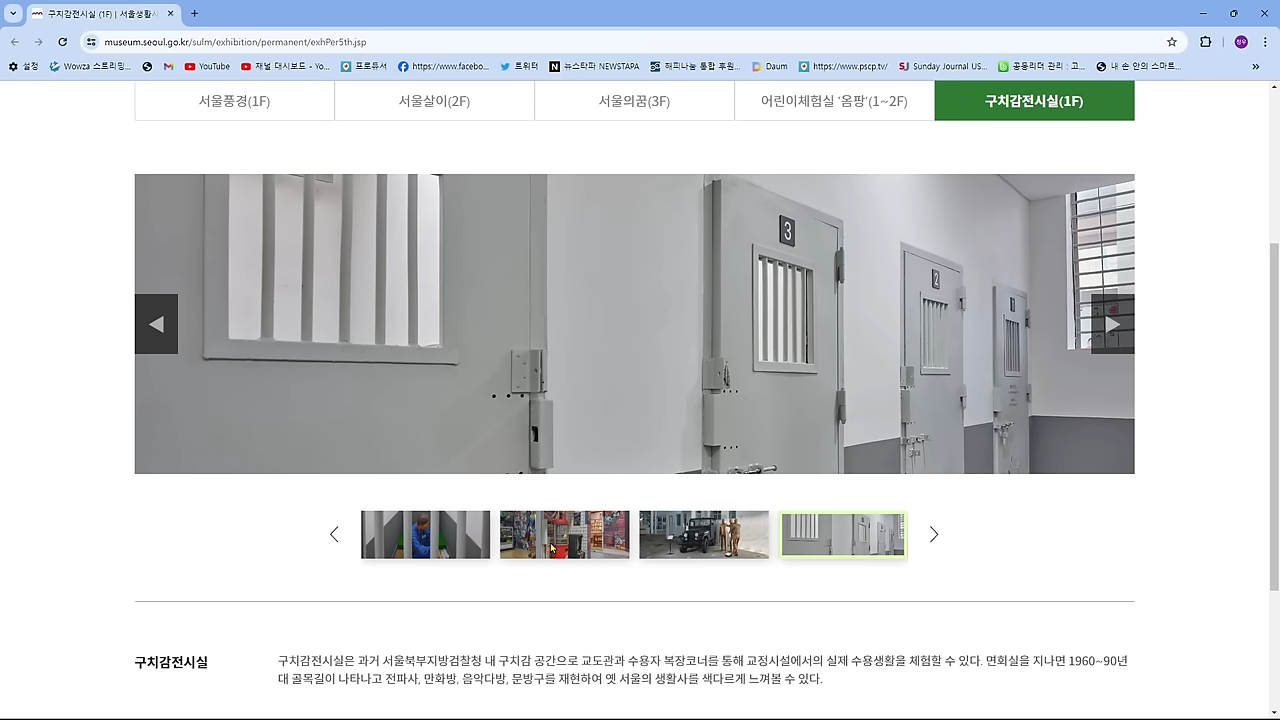 구치감전시실 (1F) | 서울생활사
museum.seoul.go.kr/sulm/exhibition/permanent/exhPer5th.jsp
정우
설정
Wowza 스트리밍...
YouTube
채널 대시보드 - Yo...
프로듀서
https://www.facebo...
트위터
뉴스타파 NEWSTAPA
해피나눔 통합 후원...
Daum
https://www.pscp.tv/
Sunday Journal US...
공동리더 관리 : 고...
내 손 안의 스마트...
서울풍경(1F)
서울살이(2F)
서울의꿈(3F)
어린이체험실 '옴팡'(1~2F)
구치감전시실(1F)
3
2
1
구치감전시실
구치감전시실은 과거 서울북부지방검찰청 내 구치감 공간으로 교도관과 수용자 복장코너를 통해 교정시설에서의 실제 수용생활을 체험할 수 있다. 면회실을 지나면 1960~90년
대 골목길이 나타나고 전파사, 만화방, 음악다방, 문방구를 재현하여 옛 서울의 생활사를 색다르게 느껴볼 수 있다.